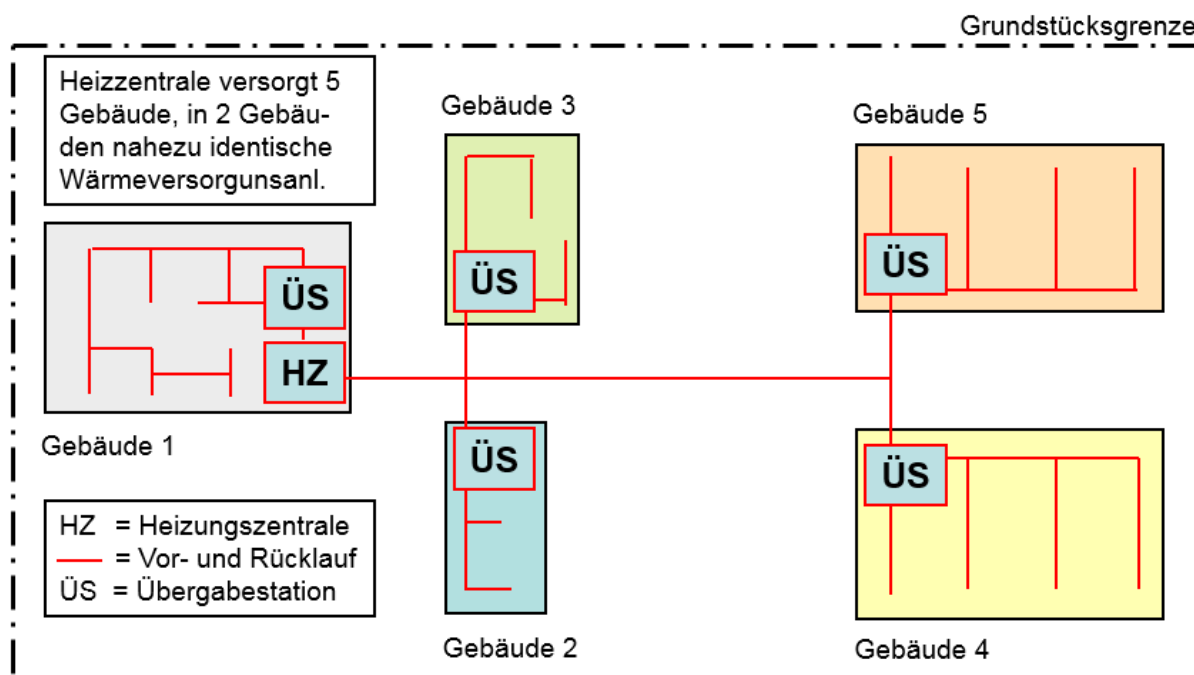 Grundstücksgrenze
Heizzentrale versorgt 5
Gebäude, in 2 Gebäu-
den nahezu identische
Wärmeversorgunsanl.
Gebäude 3
Gebäude 5
ÜS
ÜS
ÜS
HZ
Gebäude 1
ÜS
ÜS
HZ = Heizungszentrale
= Vor- und Rücklauf
ÜS = Übergabestation
Gebäude 2
Gebäude 4